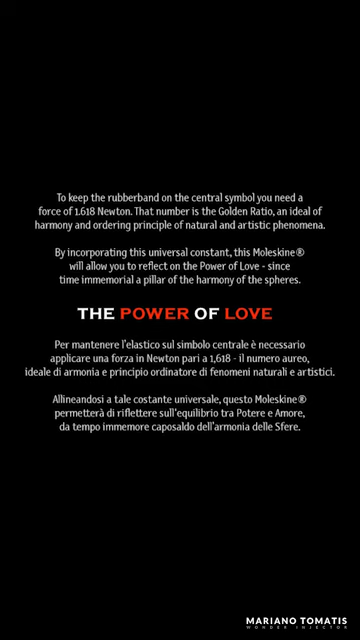 To keep the rubberband on the central symbol you need a
force of 1.618 Newton. That number is the Golden Ratio, an ideal of
harmony and ordering principle of natural and artistic phenomena.
By incorporating this universal constant, this Moleskine®
will allow you to reflect on the Power of Love - since
time immemorial a pillar of the harmony of the spheres.
THE POWER OF LOVE
Per mantenere l'elastico sul simbolo centrale è necessario
applicare una forza in Newton pari a 1,618 - il numero aureo,
ideale di armonia e principio ordinatore di fenomeni naturali e artistici.
Allineandosi a tale costante universale, questo Moleskine®
permetterà di riflettere sull'equilibrio tra Potere e Amore,
da tempo immemore caposaldo dell'armonia delle Sfere.
MARIANO TOMATIS
WONDER INJECTOR